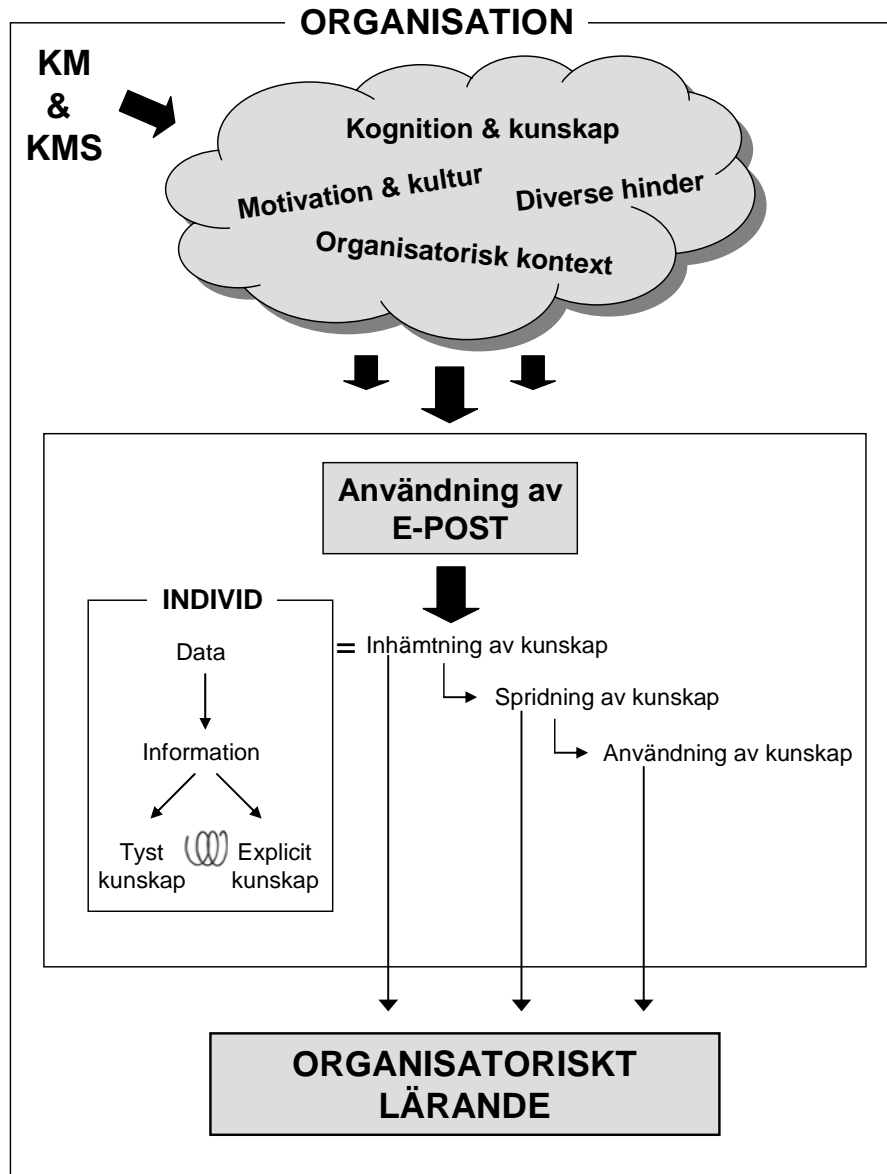 ORGANISATION
KM
&
KMS
Kognition & kunskap
Motivation & kultur
Diverse hinder
Organisatorisk kontext
Användning av
E-POST
INDIVID
Data
= Inhämtning av kunskap
Spridning av kunskap
Information
Användning av kunskap
Tyst
kunskap
Explicit
kunskap
ORGANISATORISKT
LÄRANDE